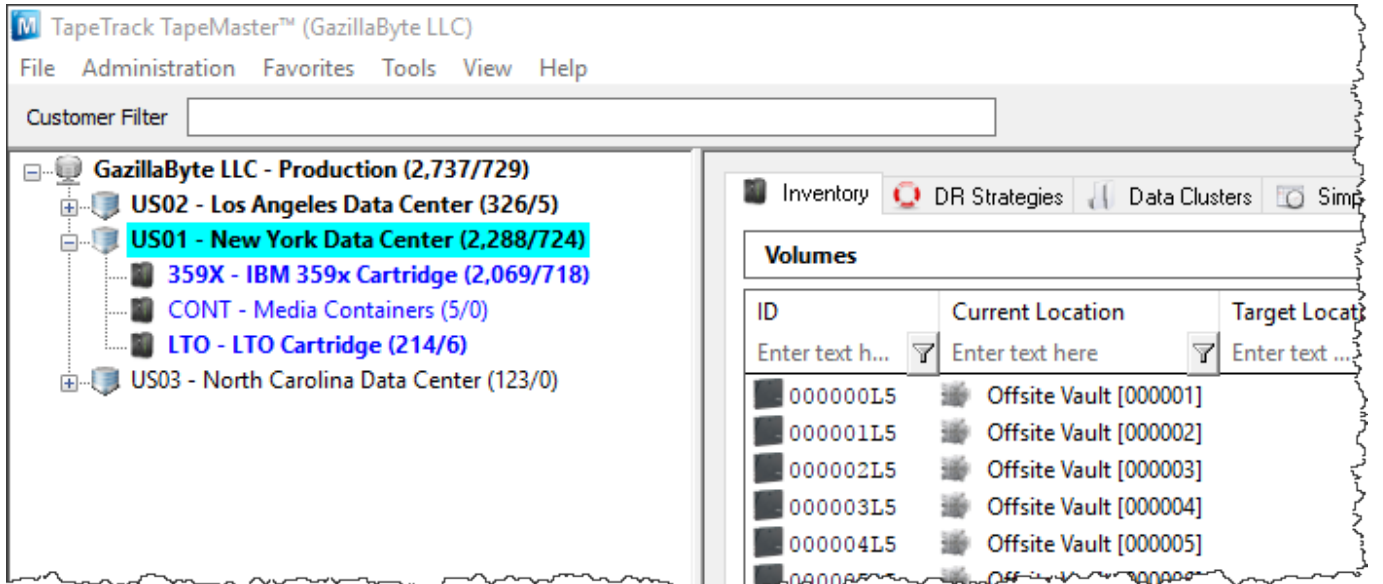 TapeTrack TapeMaster™ (GazillaByte LLC)
File Administration Favorites Tools View Help
Customer Filter
GazillaByte LLC - Production (2,737/729)
US02 - Los Angeles Data Center (326/5)
US01 - New York Data Center (2,288/724)
359X - IBM 359x Cartridge (2,069/718)
CONT - Media Containers (5/0)
LTO - LTO Cartridge (214/6)
US03 - North Carolina Data Center (123/0)
Inventory DR Strategies Data Clusters
Volumes
ID Current Location Target
Enter text h... Enter text here Enter text ...
000000L5 Offsite Vault [000001]
000001L5 Offsite Vault [000002]
000002L5 Offsite Vault [000003]
000003L5 Offsite Vault [000004]
000004L5 Offsite Vault [000005]